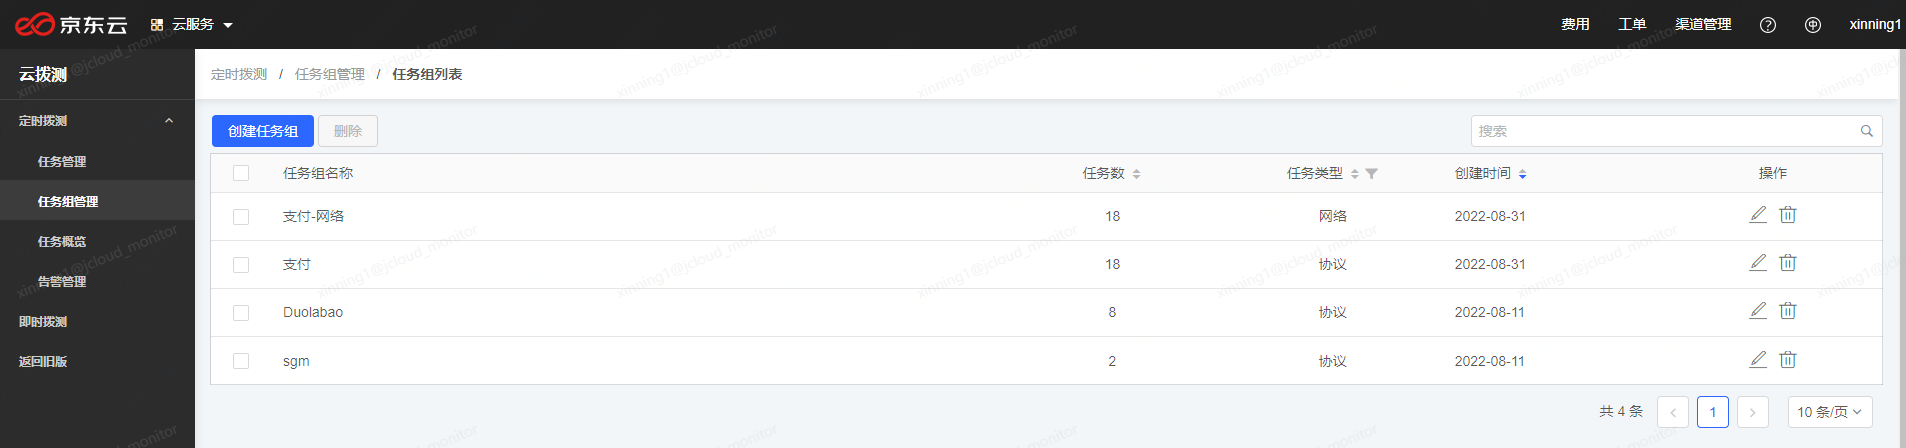 京东云 云服务 费用 工单 渠道管理 ? 中 xinning1
云拨测
定时拨测 / 任务组管理 / 任务组列表
定时拨测
任务管理
任务组管理
任务概览
告警管理
即时拨测
返回旧版
创建任务组 删除 搜索
任务组名称 任务数 任务类型 创建时间 操作
支付-网络 18 网络 2022-08-31
支付 18 协议 2022-08-31
Duolabao 8 协议 2022-08-11
sgm 2 协议 2022-08-11
共 4 条 < 1 > 10 条/页
xinning1@jcloud_monitor